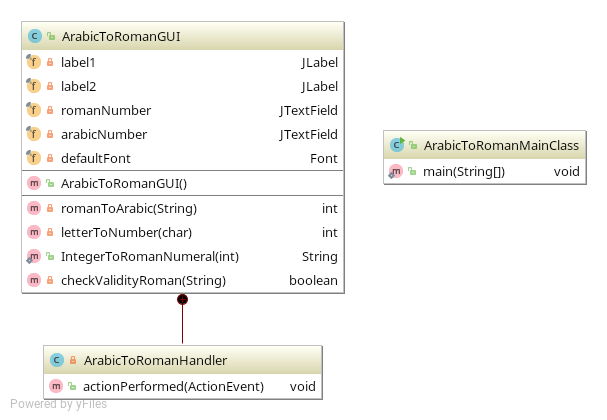 ArabicToRomanGUI
label1 JLabel
label2 JLabel
romanNumber JTextField
arabicNumber JTextField
defaultFont Font
ArabicToRomanGUI()
romanToArabic(String) int
letterToNumber(char) int
IntegerToRomanNumeral(int) String
checkValidityRoman(String) boolean
ArabicToRomanMainClass
main(String[]) void
ArabicToRomanHandler
actionPerformed(ActionEvent) void
Powered by yFiles